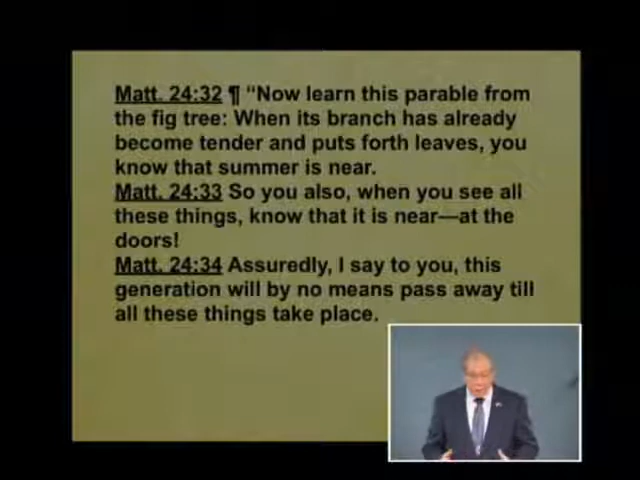 Matt. 24:32 ¶ “Now learn this parable from
the fig tree: When its branch has already
become tender and puts forth leaves, you
know that summer is near.
Matt. 24:33 So you also, when you see all
these things, know that it is near—at the
doors!
Matt. 24:34 Assuredly, I say to you, this
generation will by no means pass away till
all these things take place.